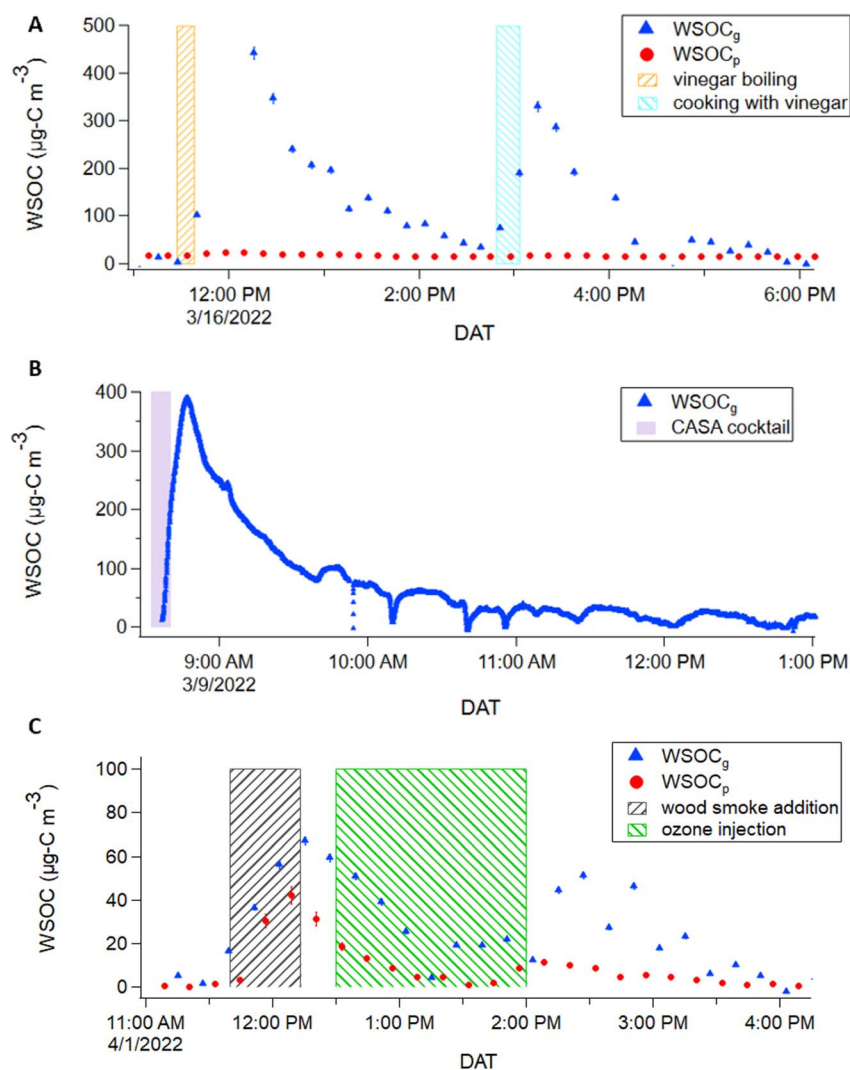 A
WSOC (µg-C m⁻³)
500
400
300
200
100
0
WSOCg
WSOCp
vinegar boiling
cooking with vinegar
12:00 PM
2:00 PM
4:00 PM
6:00 PM
3/16/2022
DAT
B
WSOC (µg-C m⁻³)
400
300
200
100
0
WSOCg
CASA cocktail
9:00 AM
10:00 AM
11:00 AM
12:00 PM
1:00 PM
3/9/2022
DAT
C
WSOC (µg-C m⁻³)
100
80
60
40
20
0
WSOCg
WSOCp
wood smoke addition
ozone injection
11:00 AM
12:00 PM
1:00 PM
2:00 PM
3:00 PM
4:00 PM
4/1/2022
DAT